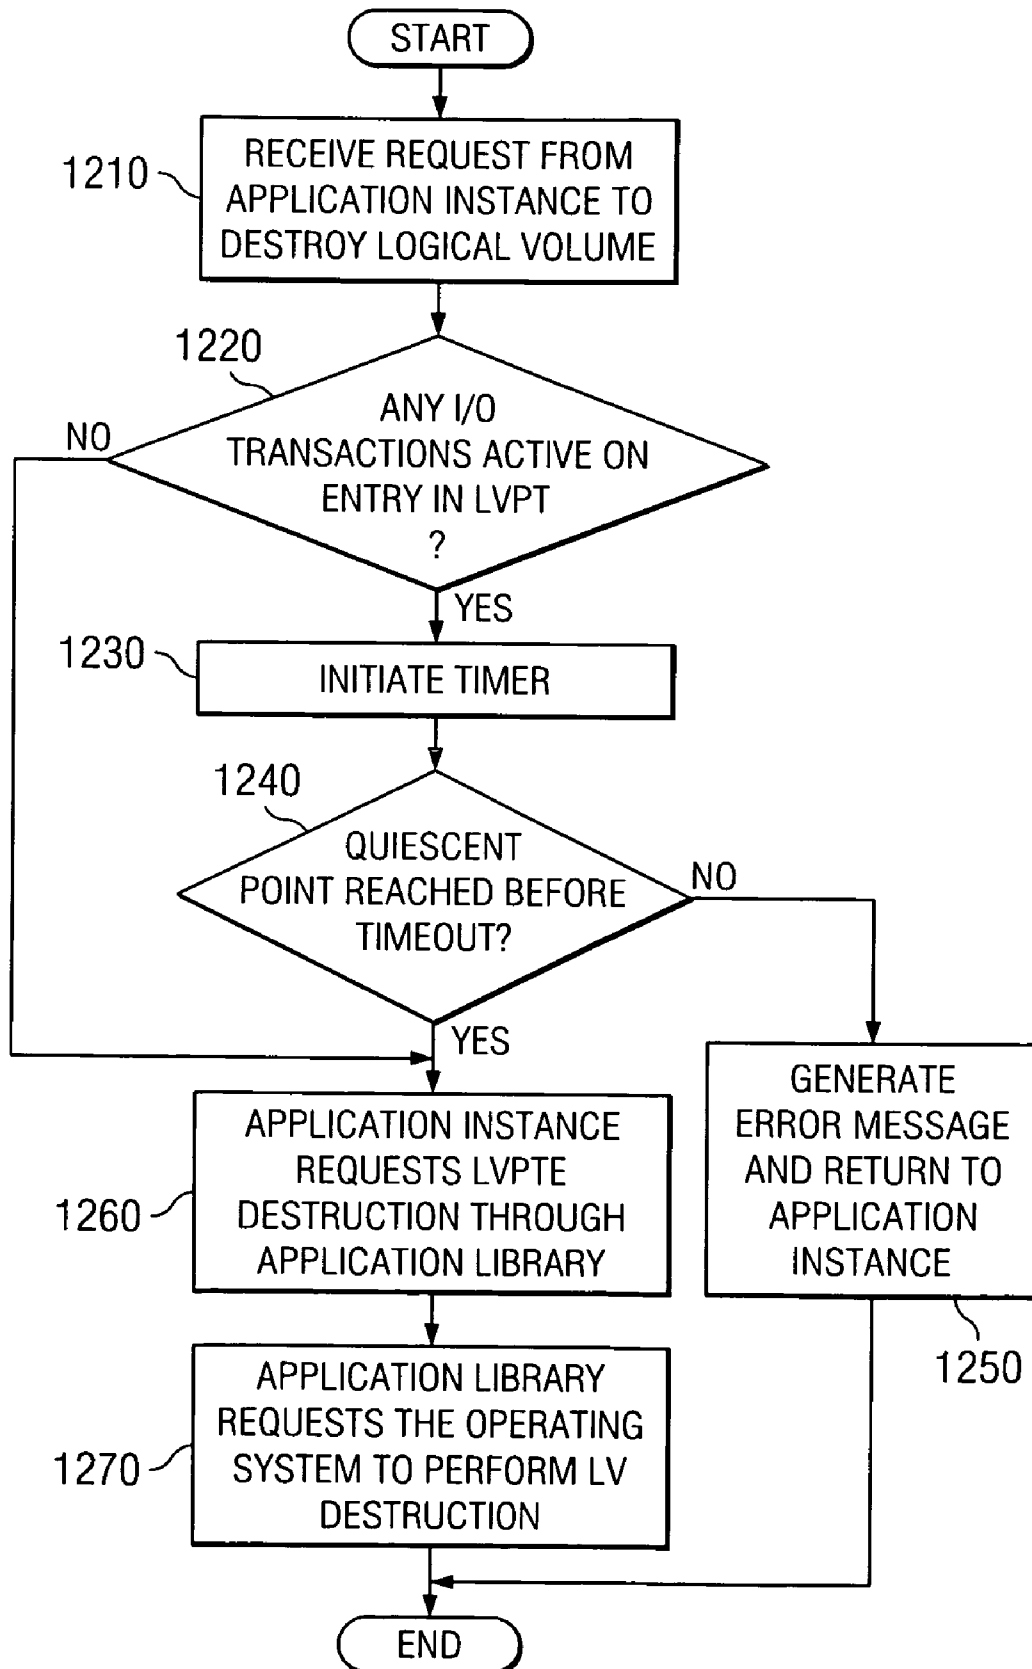 START
1210
RECEIVE REQUEST FROM
APPLICATION INSTANCE TO
DESTROY LOGICAL VOLUME
1220
ANY I/O
TRANSACTIONS ACTIVE ON
ENTRY IN LVPT
?
NO
YES
1230
INITIATE TIMER
1240
QUIESCENT
POINT REACHED BEFORE
TIMEOUT?
NO
YES
GENERATE
ERROR MESSAGE
AND RETURN TO
APPLICATION
INSTANCE
1250
1260
APPLICATION INSTANCE
REQUESTS LVPTE
DESTRUCTION THROUGH
APPLICATION LIBRARY
1270
APPLICATION LIBRARY
REQUESTS THE OPERATING
SYSTEM TO PERFORM LV
DESTRUCTION
END